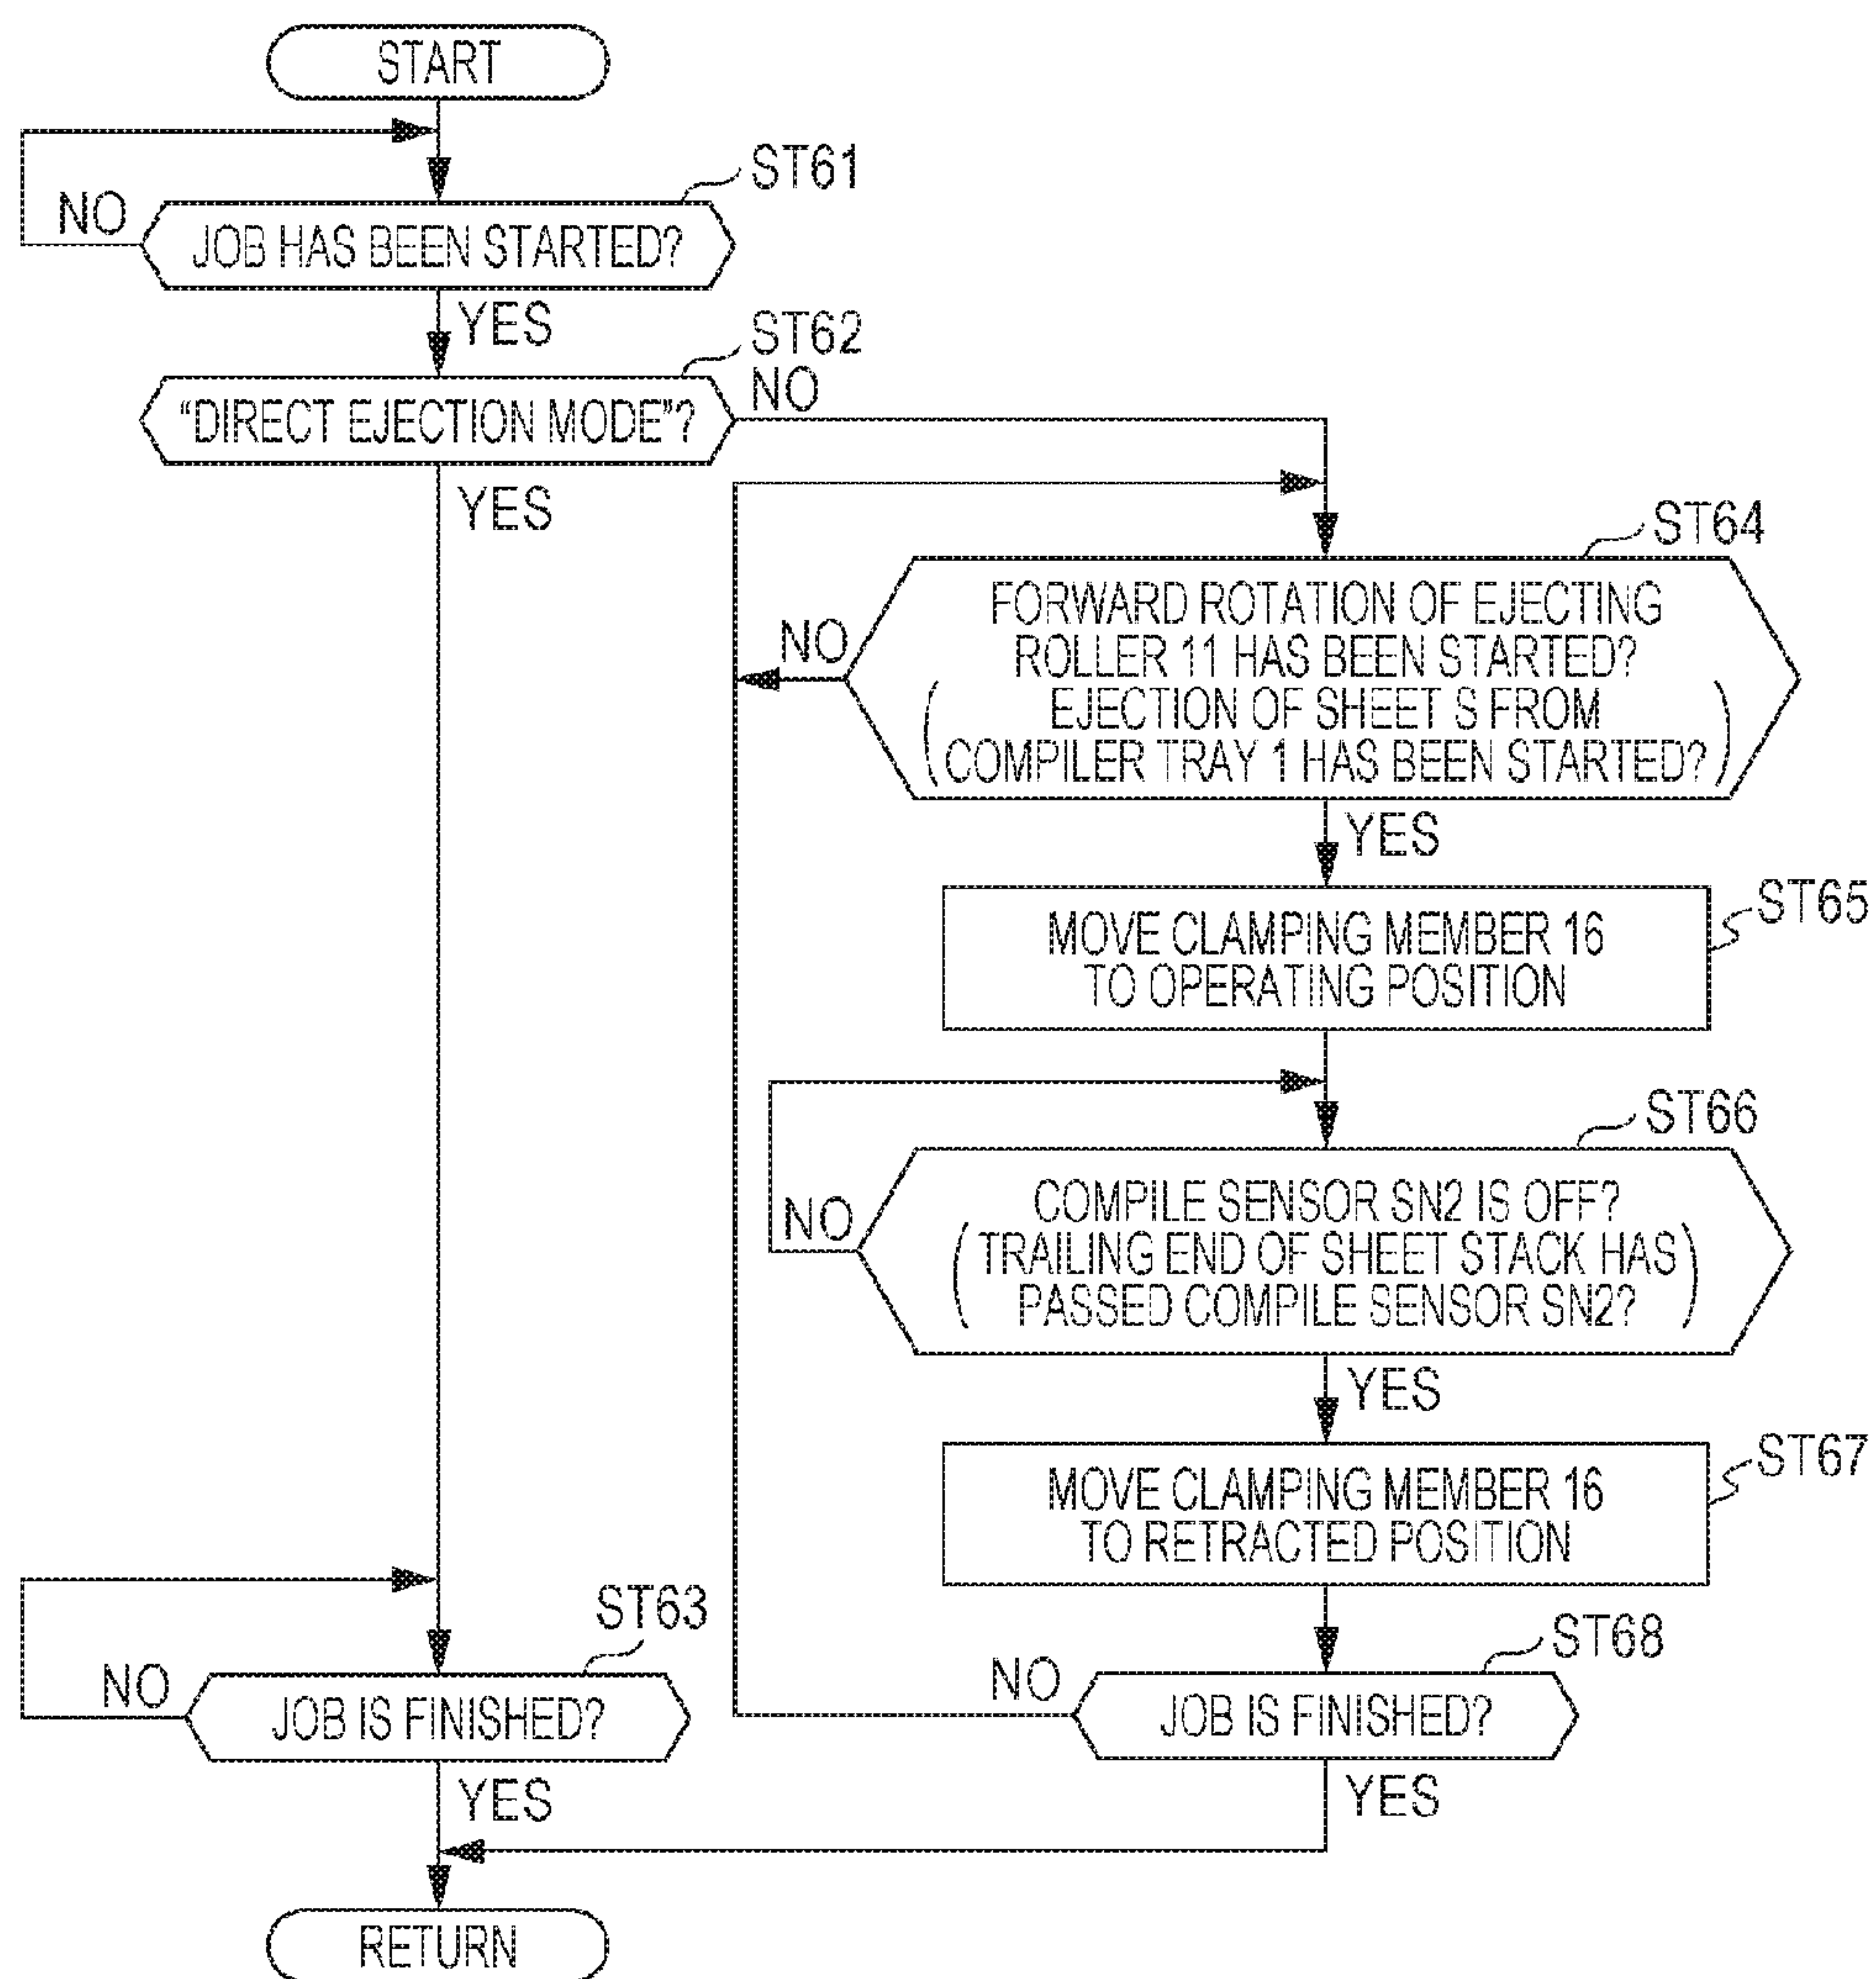 START
ST61
NO
JOB HAS BEEN STARTED?
YES
ST62
NO
“DIRECT EJECTION MODE”?
YES
ST64
FORWARD ROTATION OF EJECTING
NO
ROLLER 11 HAS BEEN STARTED?
(EJECTION OF SHEET S FROM
COMPILER TRAY 1 HAS BEEN STARTED?)
YES
ST65
MOVE CLAMPING MEMBER 16
TO OPERATING POSITION
ST66
COMPILE SENSOR SN2 IS OFF?
NO
(TRAILING END OF SHEET STACK HAS
PASSED COMPILE SENSOR SN2?)
YES
ST67
MOVE CLAMPING MEMBER 16
TO RETRACTED POSITION
ST63
ST68
NO
JOB IS FINISHED?
NO
JOB IS FINISHED?
YES
YES
RETURN